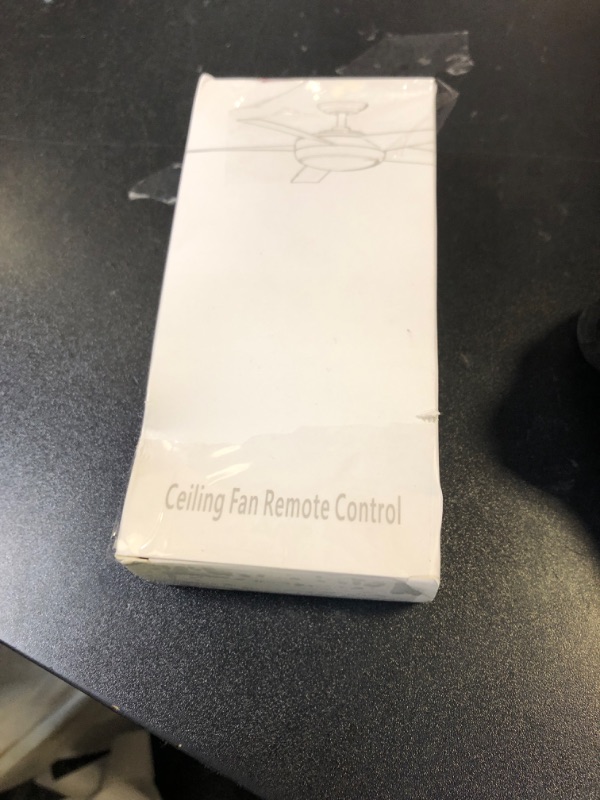 Ceiling Fan Remote Control